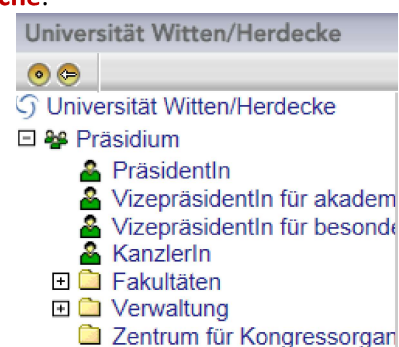 che:
Universität Witten/Herdecke
Universität Witten/Herdecke
Präsidium
PräsidentIn
VizepräsidentIn für akadem
VizepräsidentIn für besonde
KanzlerIn
Fakultäten
Verwaltung
Zentrum für Kongressorgan